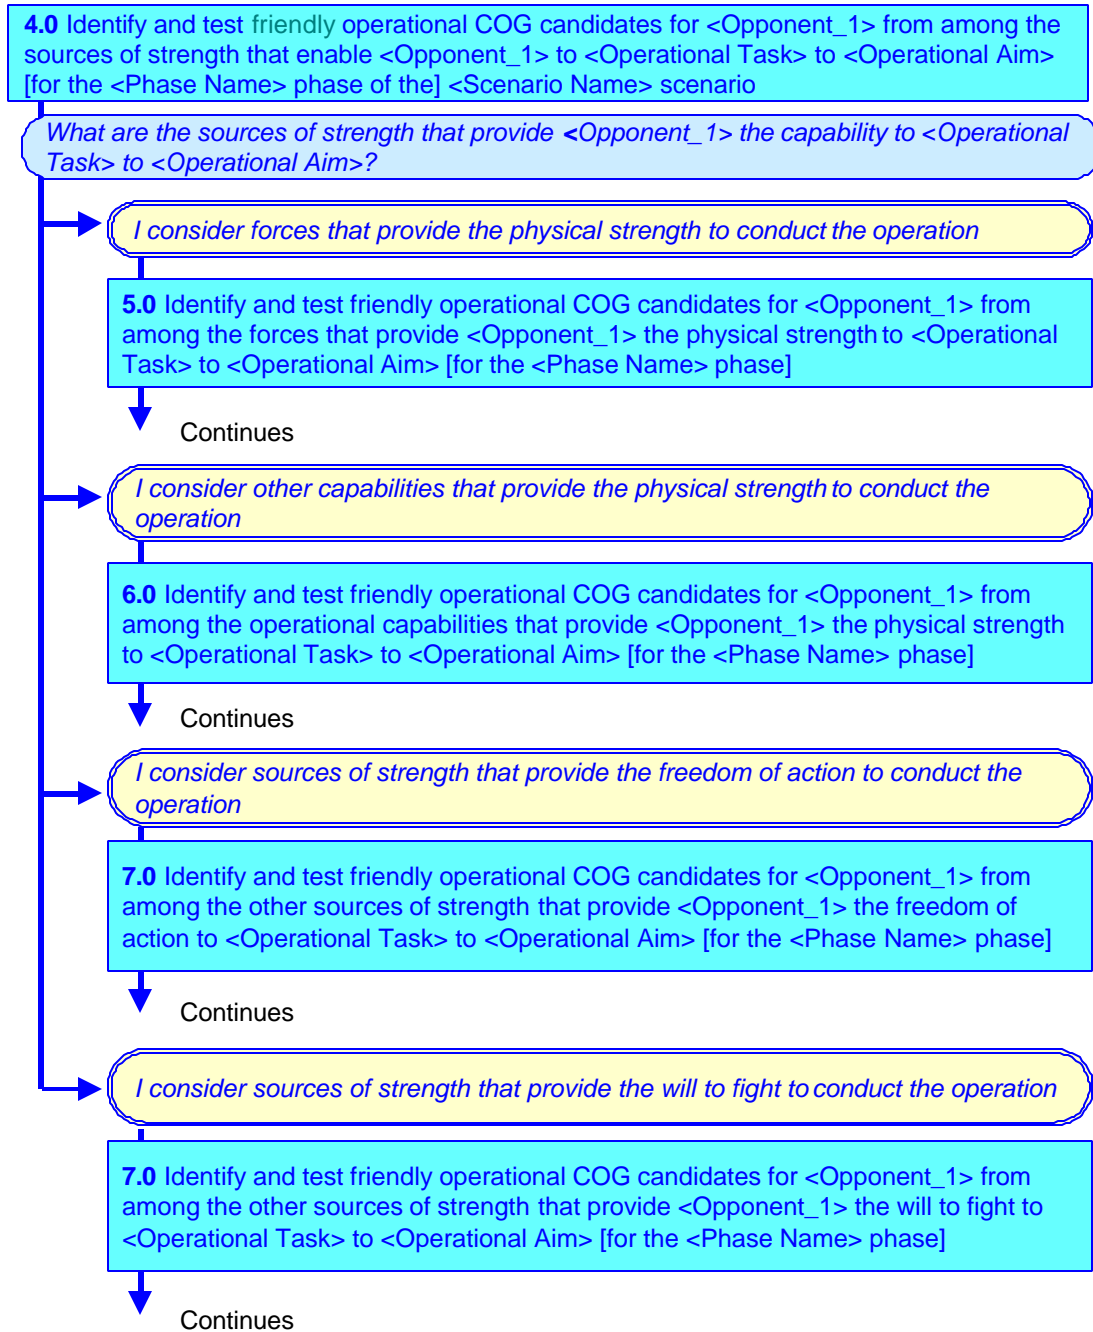 4.0 Identify and test friendly operational COG candidates for <Opponent_1> from among the
sources of strength that enable <Opponent_1> to <Operational Task> to <Operational Aim>
[for the <Phase Name> phase of the] <Scenario Name> scenario
What are the sources of strength that provide <Opponent_1> the capability to <Operational
Task> to <Operational Aim>?
I consider forces that provide the physical strength to conduct the operation
5.0 Identify and test friendly operational COG candidates for <Opponent_1> from
among the forces that provide <Opponent_1> the physical strength to <Operational
Task> to <Operational Aim> [for the <Phase Name> phase]
Continues
I consider other capabilities that provide the physical strength to conduct the
operation
6.0 Identify and test friendly operational COG candidates for <Opponent_1> from
among the operational capabilities that provide <Opponent_1> the physical strength
to <Operational Task> to <Operational Aim> [for the <Phase Name> phase]
Continues
I consider sources of strength that provide the freedom of action to conduct the
operation
7.0 Identify and test friendly operational COG candidates for <Opponent_1> from
among the other sources of strength that provide <Opponent_1> the freedom of
action to <Operational Task> to <Operational Aim> [for the <Phase Name> phase]
Continues
I consider sources of strength that provide the will to fight to conduct the operation
7.0 Identify and test friendly operational COG candidates for <Opponent_1> from
among the other sources of strength that provide <Opponent_1> the will to fight to
<Operational Task> to <Operational Aim> [for the <Phase Name> phase]
Continues